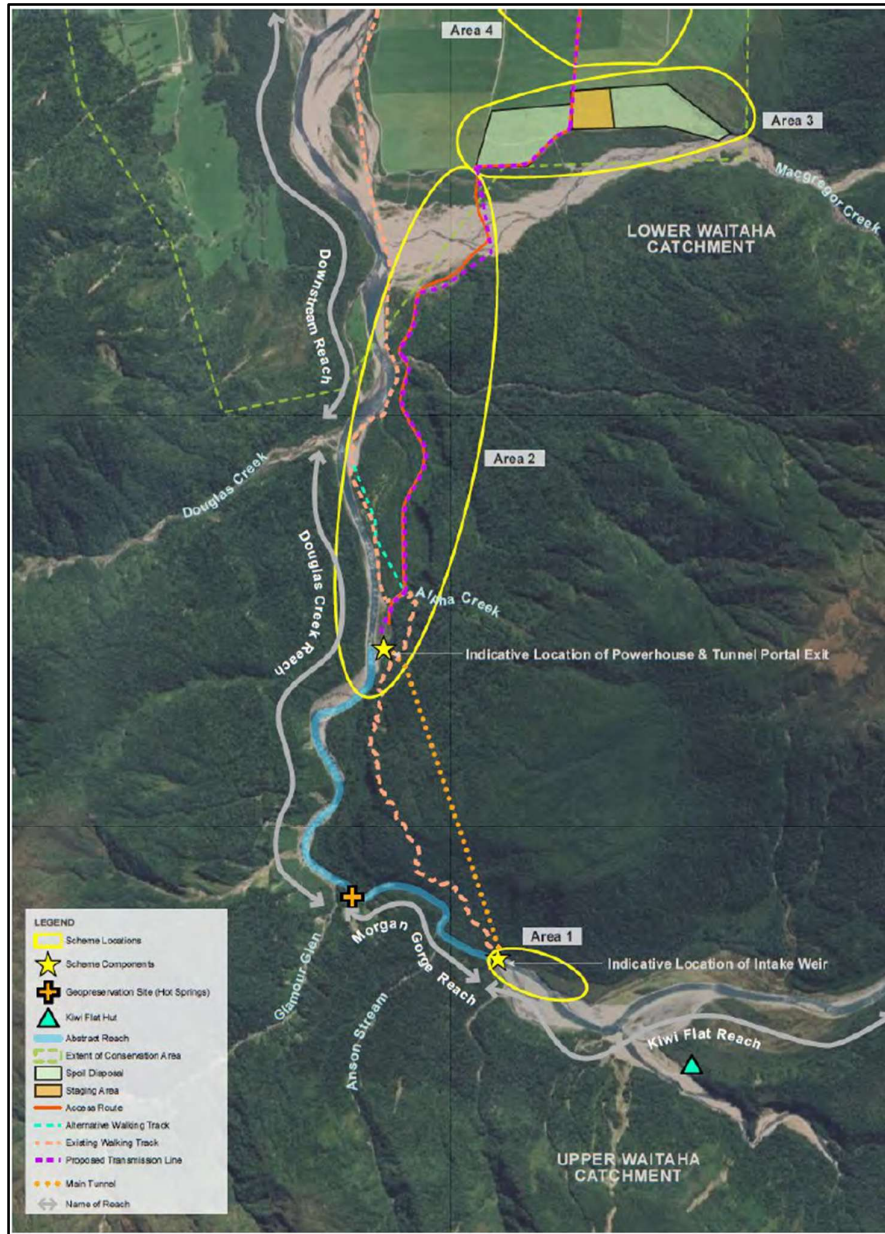 Area 4
Area 3
Macgregor Creek
LOWER WAITAHA
CATCHMENT
Downstream Reach
Area 2
Douglas Creek
Douglas Creek Reach
Alpha Creek
Indicative Location of Powerhouse & Tunnel Portal Exit
Area 1
Morgan Gorge Reach
Indicative Location of Intake Weir
Glamour Glen
Anson Stream
Kiwi Flat Reach
UPPER WAITAHA
CATCHMENT
LEGEND
Scheme Locations
Scheme Components
Geopreservation Site (Hot Springs)
Kiwi Flat Hut
Abstract Reach
Extent of Conservation Area
Spoil Disposal
Staging Area
Access Route
Alternative Walking Track
Existing Walking Track
Proposed Transmission Line
Main Tunnel
Name of Reach